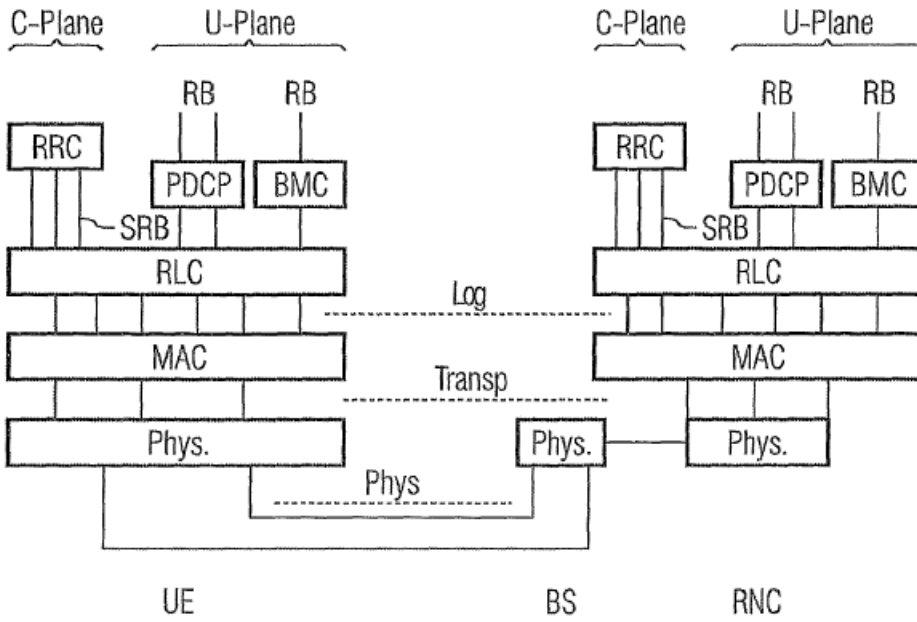 C-Plane U-Plane C-Plane U-Plane
RB RB RB RB
RRC RRC
PDCP BMC PDCP BMC
SRB SRB
RLC RLC
Log
MAC MAC
Transp
Phys. Phys. Phys.
Phys
UE BS RNC